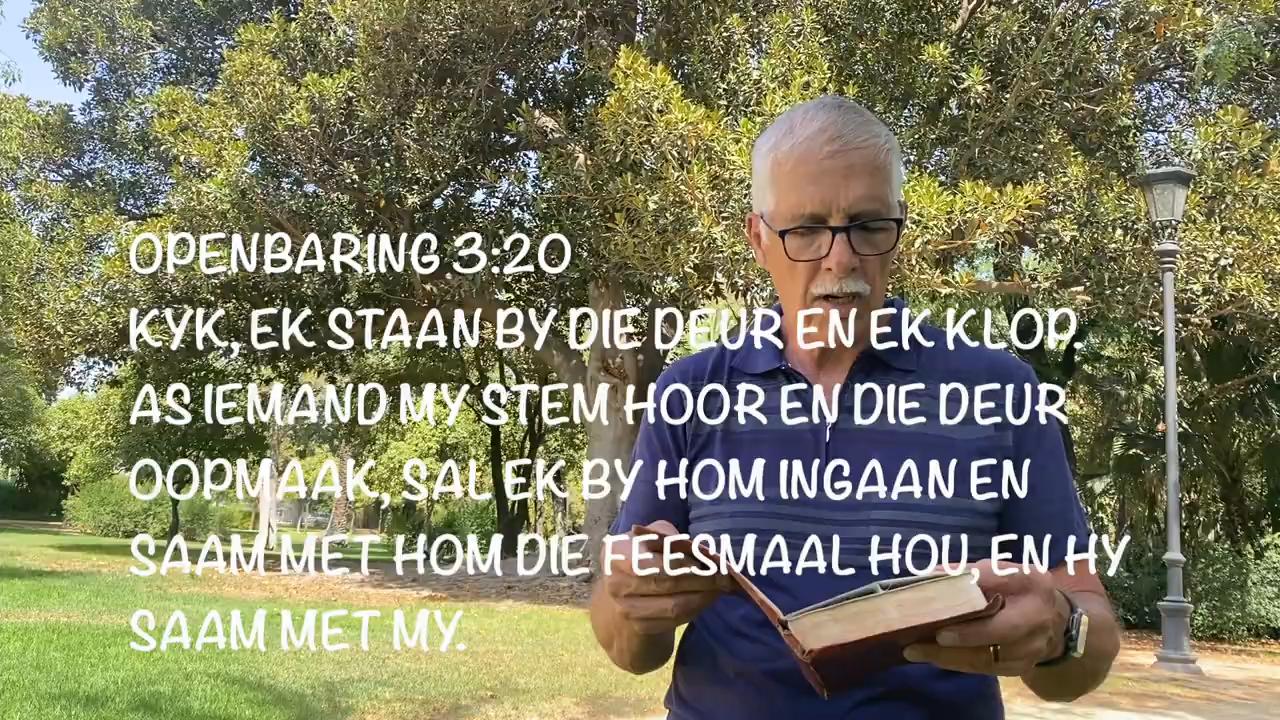 OPENBARING 3:20
KYK, EK STAAN BY DIE DEUR EN EK KLOP.
AS IEMAND MY STEM HOOR EN DIE DEUR
OOPMAAK, SAL EK BY HOM INGAAN EN
SAAM MET HOM DIE FEESMAAL HOU, EN HY
SAAM MET MY.